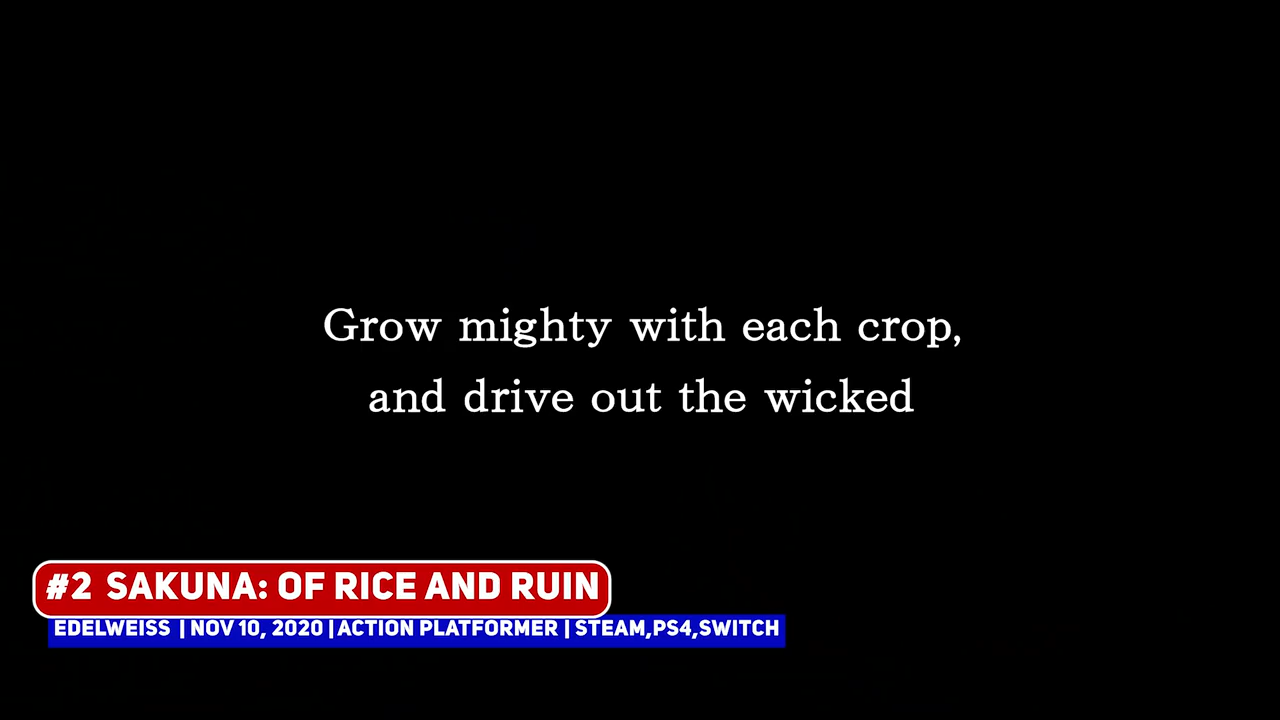 Grow mighty with each crop,
and drive out the wicked
#2 SAKUNA: OF RICE AND RUIN
EDELWEISS | NOV 10, 2020 | ACTION PLATFORMER | STEAM,PS4,SWITCH